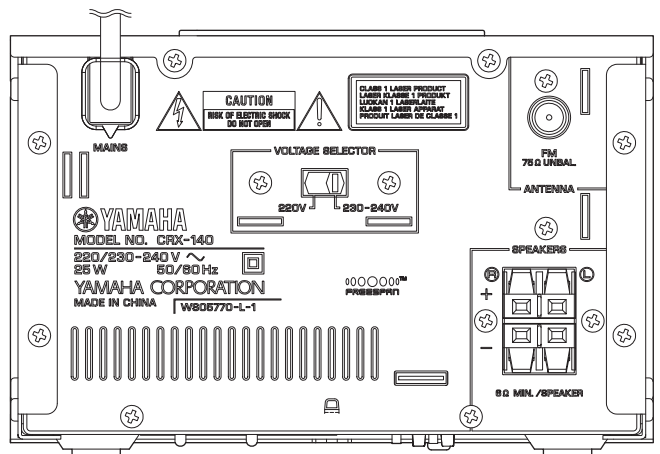 CLASS 1 LASER PRODUCT
LASER KLASSE 1 PRODUKT
LUOKAN 1 LASERLAITE
KLASS 1 LASER APPARAT
PRODUIT LASER DE CLASSE 1
CAUTION
RISK OF ELECTRIC SHOCK
DO NOT OPEN
MAINS
FM
75Ω UNBAL.
ANTENNA
VOLTAGE SELECTOR
220V
230-240V
YAMAHA
MODEL NO. CRX-140
220/230-240 V ~
25 W 50/60 Hz
YAMAHA CORPORATION
MADE IN CHINA
W805770-L-1
FREESPAN™
SPEAKERS
R L
+
−
6Ω MIN. /SPEAKER